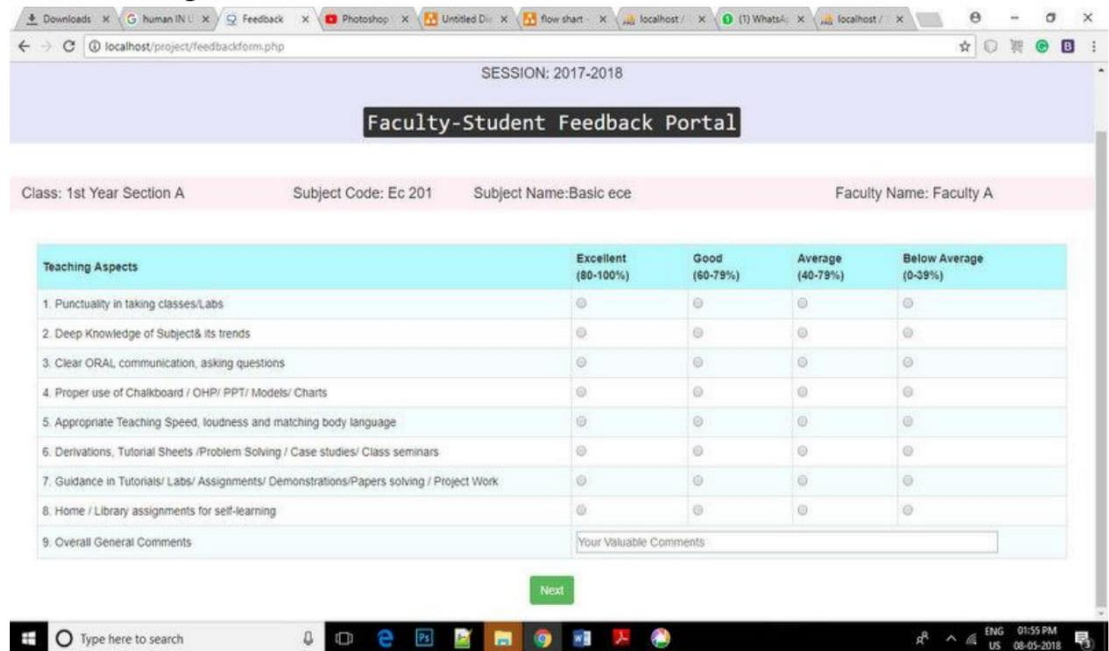 Downloads
human IN U
Feedback
Photoshop
Untitled Di
flow short -
localhost /
(1) WhatsA
localhost /
localhost/project/feedbackform.php
SESSION: 2017-2018
Faculty-Student Feedback Portal
Class: 1st Year Section A Subject Code: Ec 201 Subject Name:Basic ece Faculty Name: Faculty A
Teaching Aspects Excellent (80-100%) Good (60-79%) Average (40-79%) Below Average (0-39%)
1. Punctuality in taking classes/Labs
2. Deep Knowledge of Subject& its trends
3. Clear ORAL communication, asking questions
4. Proper use of Chalkboard / OHP/ PPT/ Models/ Charts
5. Appropriate Teaching Speed, loudness and matching body language
6. Derivations, Tutorial Sheets /Problem Solving / Case studies/ Class seminars
7. Guidance in Tutorials/ Labs/ Assignments/ Demonstrations/Papers solving / Project Work
8. Home / Library assignments for self-learning
9. Overall General Comments Your Valuable Comments
Next
Type here to search
ENG 01:55 PM
US 08-05-2018